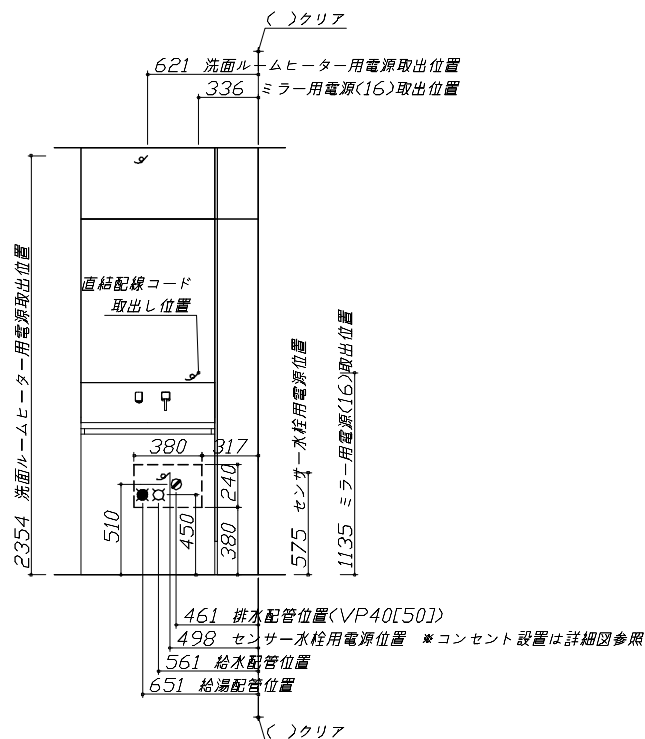 ( )クリア
621 洗面ルームヒーター用電源取出位置
336 ミラー用電源(16)取出位置
2354 洗面ルームヒーター用電源取出位置
直結配線コード
取出し位置
575 センサー水栓用電源位置
1135 ミラー用電源(16)取出位置
380 317
240
510
450
380
461 排水配管位置(VP40[50])
498 センサー水栓用電源位置 ※コンセント設置は詳細図参照
561 給水配管位置
651 給湯配管位置
( )クリア